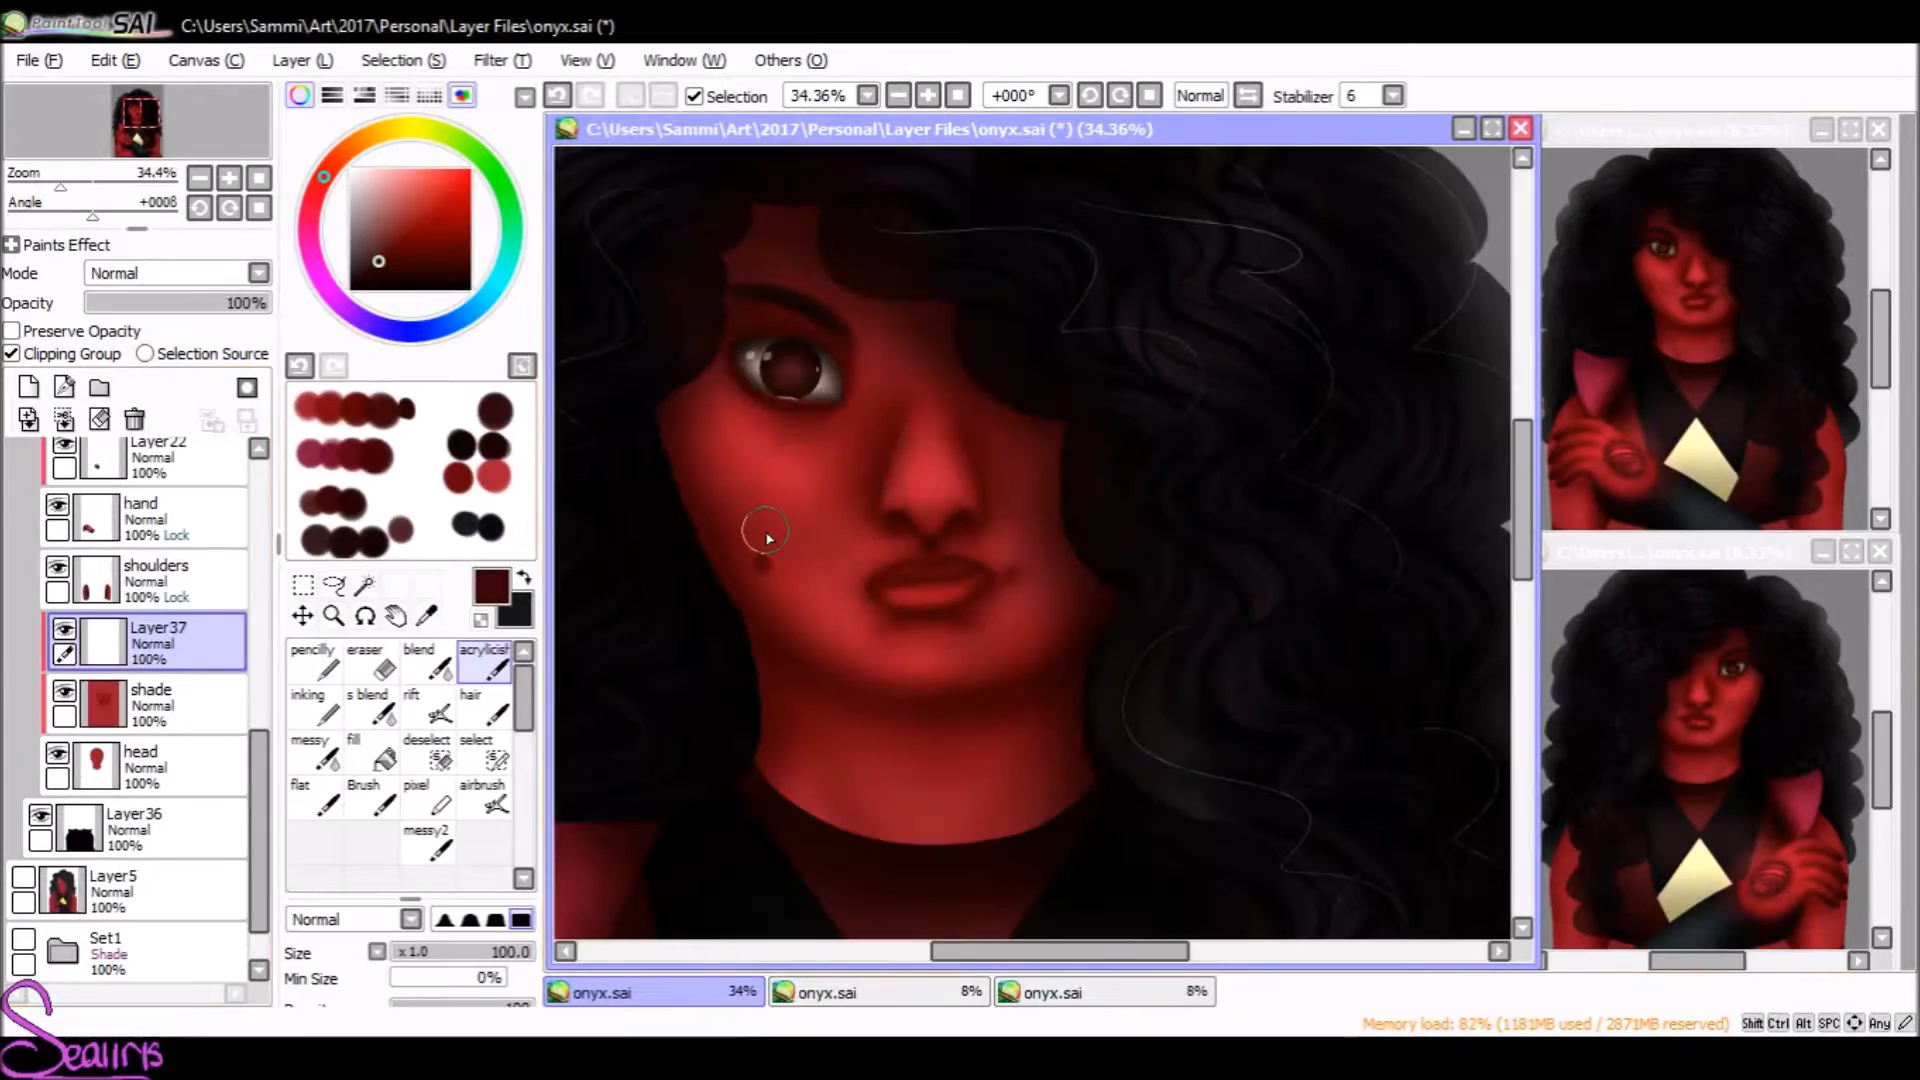 PaintTool SAI C:\Users\Sammi\Art\2017\Personal\Layer Files\onyx.sai (*)
File (F) Edit (E) Canvas (C) Layer (L) Selection (S) Filter (T) View (V) Window (W) Others (O)
Selection 34.36% +000° Normal Stabilizer 6
C:\Users\Sammi\Art\2017\Personal\Layer Files\onyx.sai (*) (34.36%)
Zoom 34.4%
Angle +000ß
Paints Effect
Mode Normal
Opacity 100%
Preserve Opacity
Clipping Group Selection Source
Layer22
Normal
100%
hand
Normal
100% Lock
shoulders
Normal
100% Lock
Layer37
Normal
100%
shade
Normal
100%
head
Normal
100%
Layer36
Normal
100%
Layer5
Normal
100%
Set1
Shade
100%
pencilly eraser blend acrylicish
inking s blend rift hair
messy fill deselect select
flat Brush pixel airbrush
messy2
Normal
Size x 1.0 100.0
Min Size 0%
onyx.sai 34% onyx.sai 8% onyx.sai 8%
Memory load: 82% (1181MB used / 2871MB reserved) Shift Ctrl Alt SPC Any